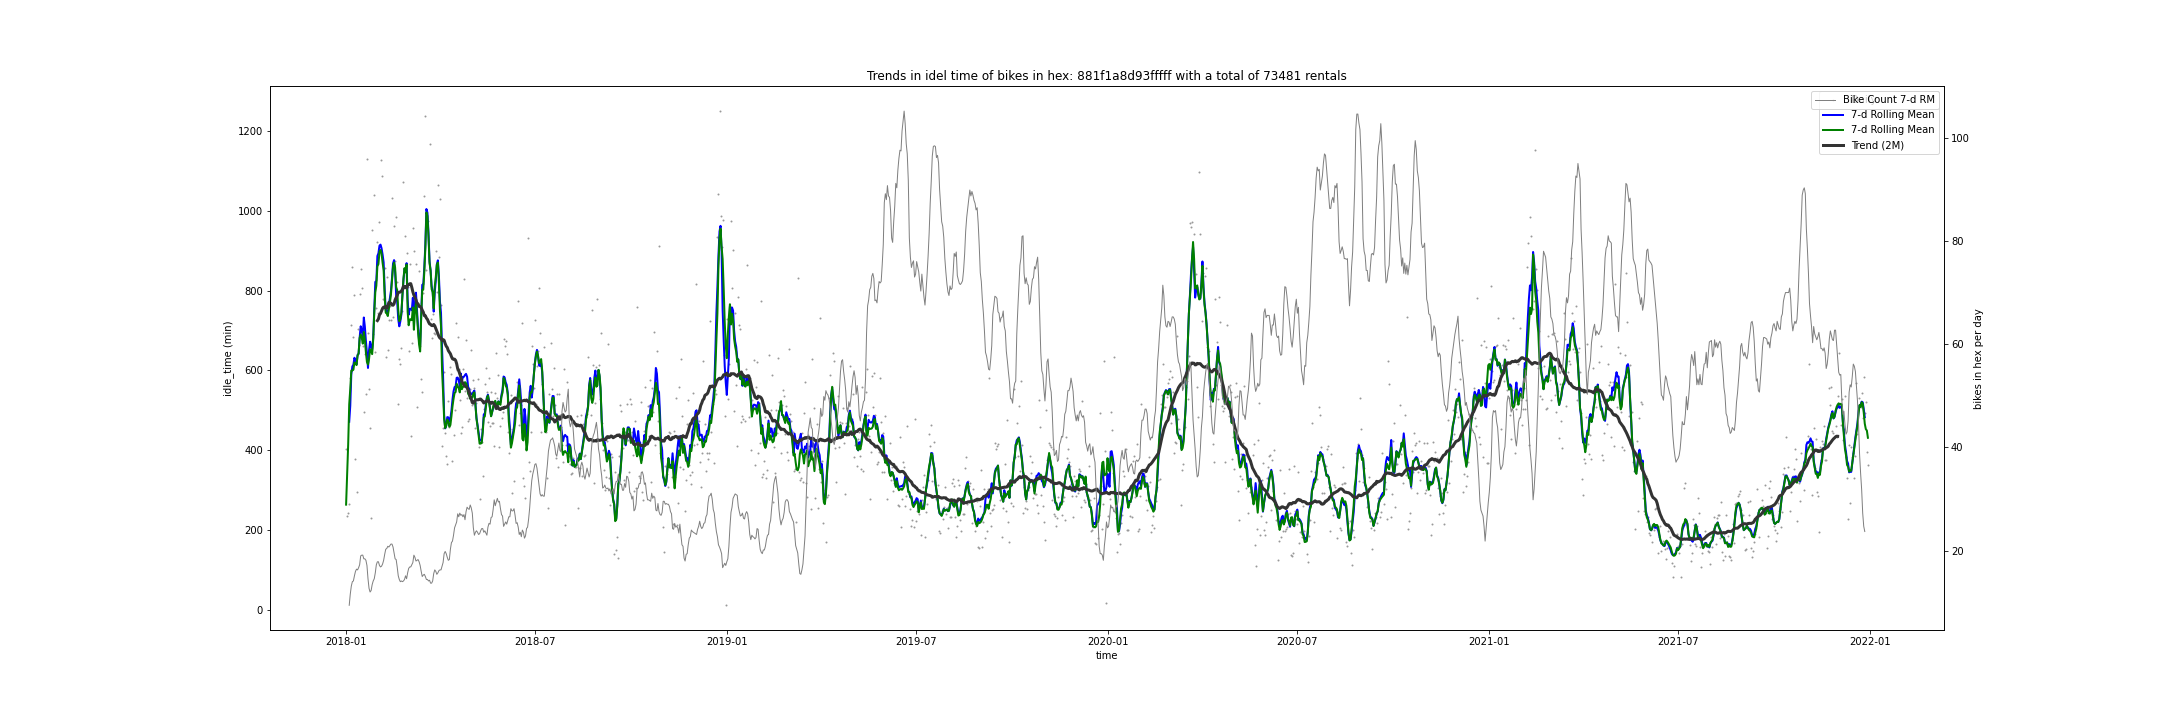 Trends in idel time of bikes in hex: 881f1a8d93fffff with a total of 73481 rentals
Bike Count 7-d RM
7-d Rolling Mean
7-d Rolling Mean
Trend (2M)
idle_time (min)
1200
1000
800
600
400
200
0
100
80
60
40
20
bikes in hex per day
2018-01
2018-07
2019-01
2019-07
2020-01
2020-07
2021-01
2021-07
2022-01
time